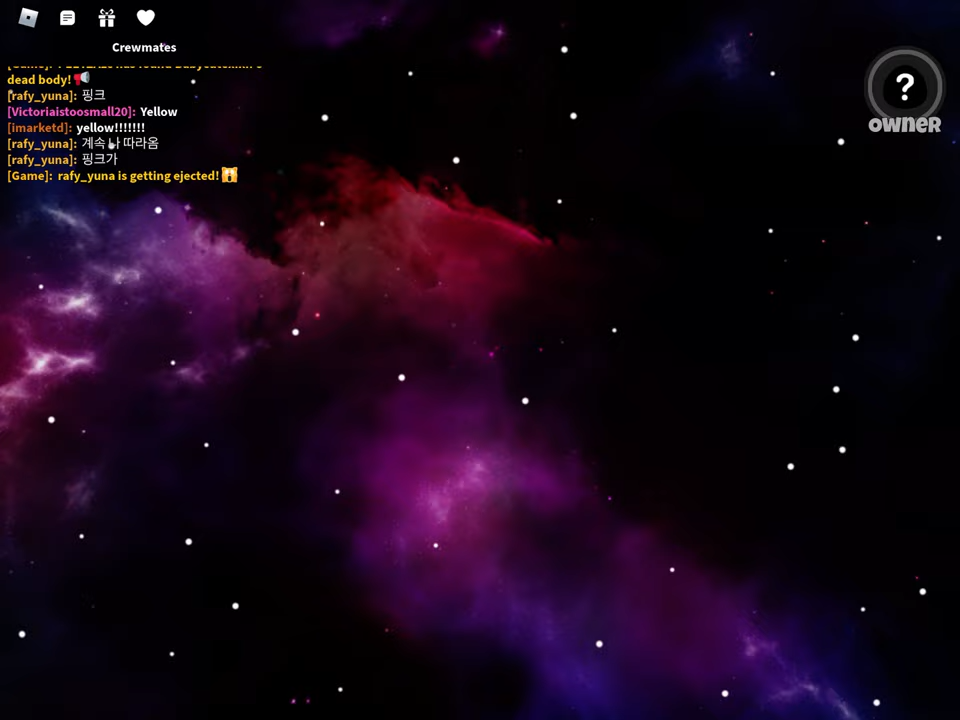 Crewmates
dead body!
[rafy_yuna]: 핑크
[Victoriaistoosmall20]: Yellow
[imarketd]: yellow!!!!!!!
[rafy_yuna]: 계속 나 따라옴
[rafy_yuna]: 핑크가
[Game]: rafy_yuna is getting ejected!
?
OWNER